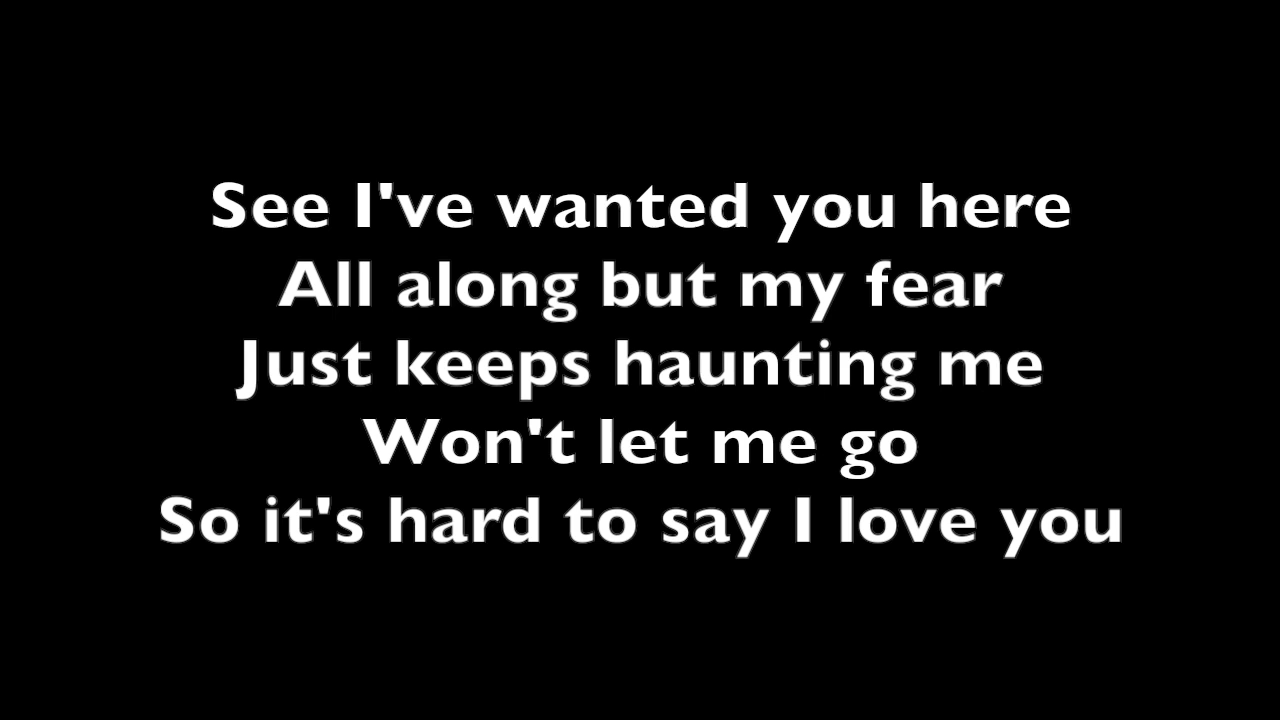 See I've wanted you here
All along but my fear
Just keeps haunting me
Won't let me go
So it's hard to say I love you